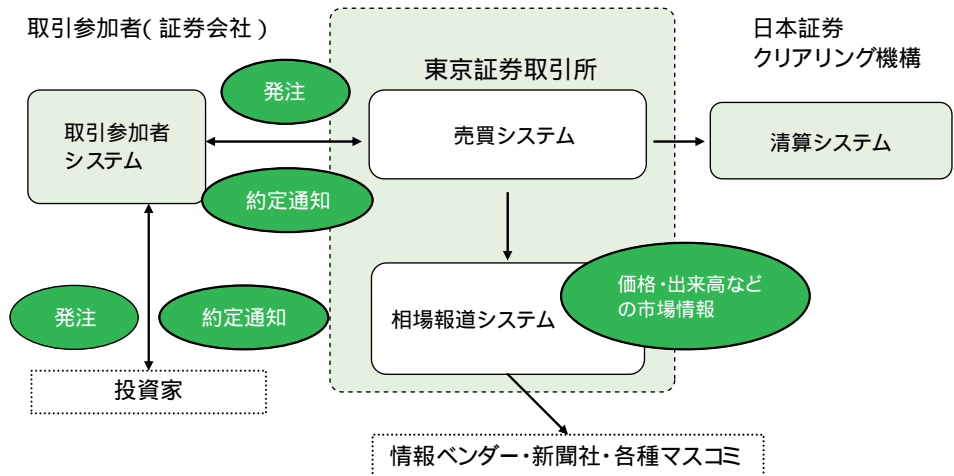 取引参加者(証券会社)
日本証券
クリアリング機構
東京証券取引所
発注
取引参加者
システム
売買システム
清算システム
約定通知
価格・出来高など
の市場情報
相場報道システム
発注
約定通知
投資家
情報ベンダー・新聞社・各種マスコミ